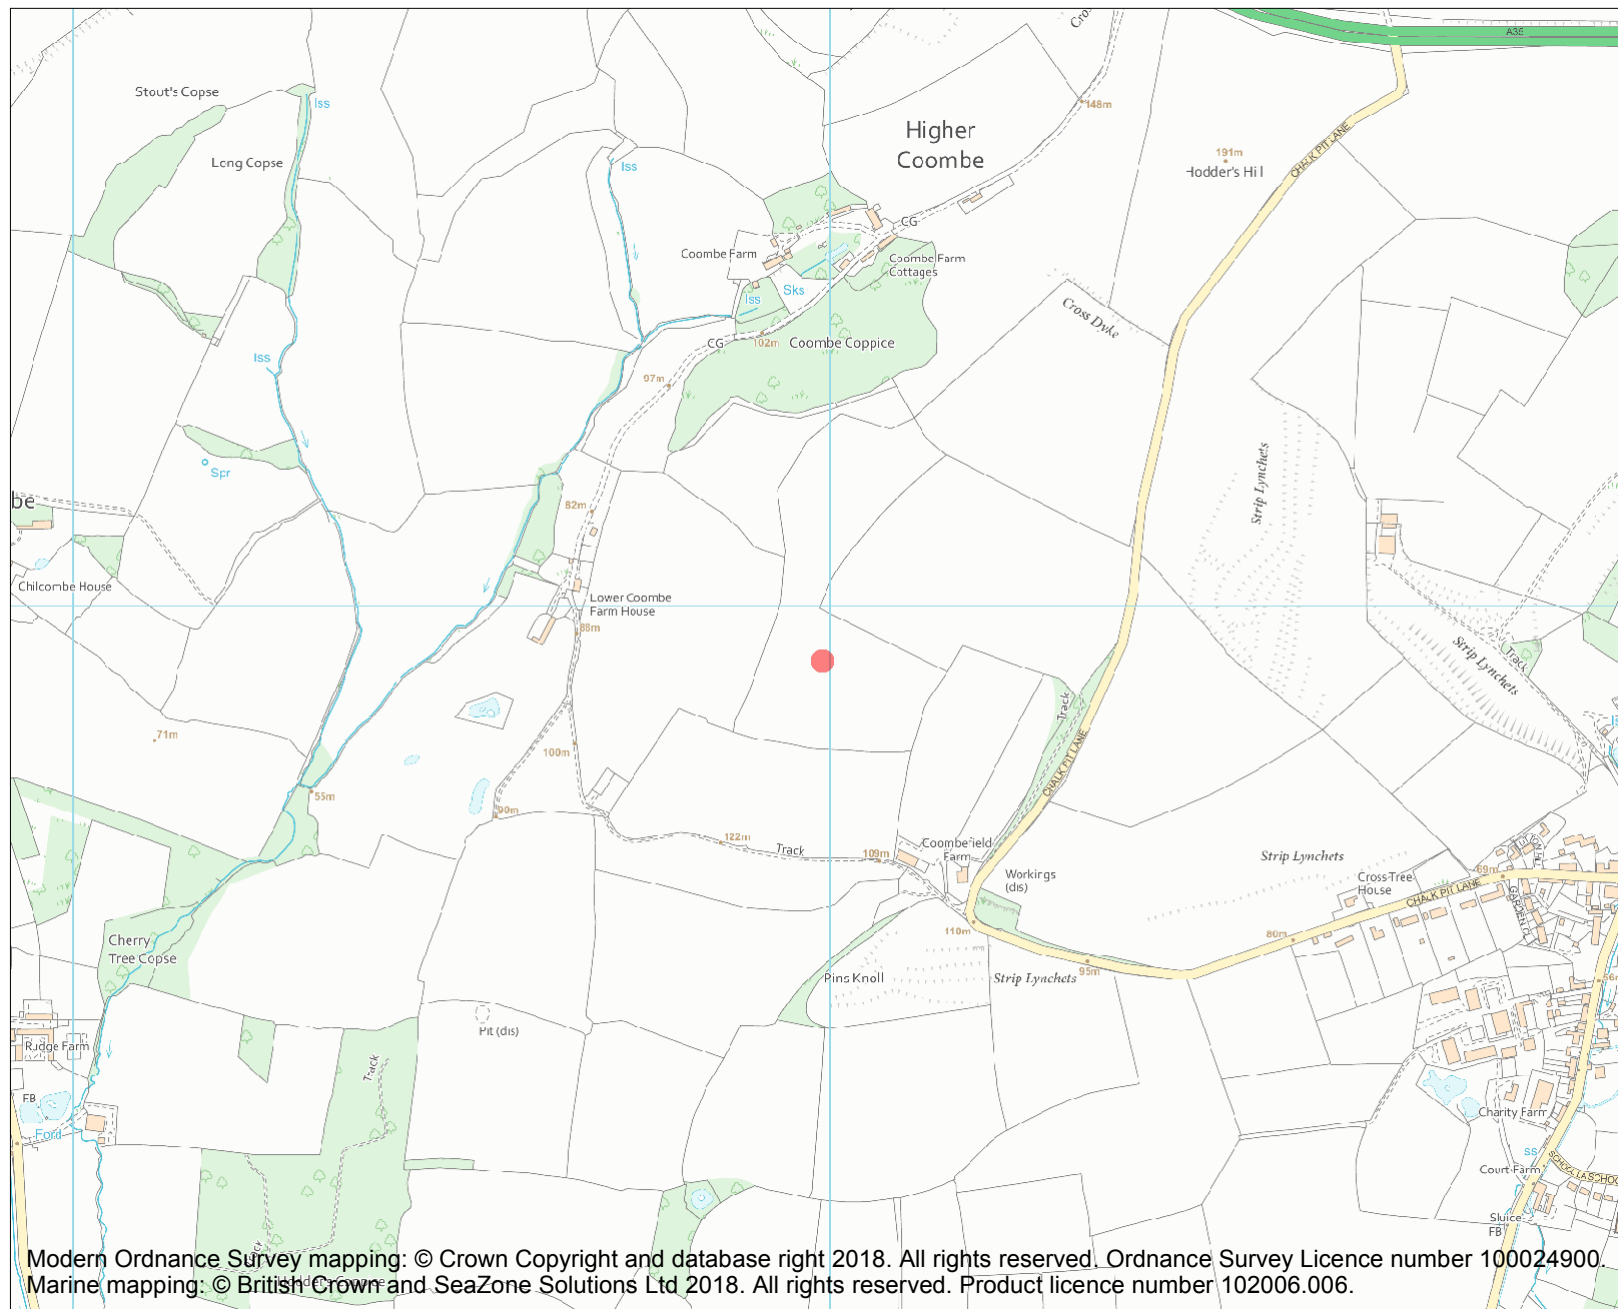 A35
Stout's Copse
Iss
148m
Higher
Coombe
CHALK PIT LANE
191m
Long Copse
Iss
CG
Coombe Farm
Coombe Farm
Cottages
Sks
Iss
Cross Dyke
CG
102m
Coombe Coppice
Iss
97m
Spr
Strip Lynchets
be
82m
Chilcombe House
Lower Coombe
Farm House
88m
Track
Strip Lynchets
Track
71m
100m
CHALK PIT LANE
55m
90m
122m
Track
109m
Coombefield
Farm
Strip Lynchets
Workings
(dis)
Cross Tree
House
69m
CHALK PIT LANE
110m
80m
Cherry
Tree Copse
95m
Pins Knoll
Strip Lynchets
Pit (dis)
Rudge Farm
Track
FB
Ford
Charity Farm
ss
Court Farm
Sluice
FB
Track
Hodder's Coppice
Modern Ordnance Survey mapping: © Crown Copyright and database right 2018. All rights reserved. Ordnance Survey Licence number 100024900.
Marine mapping: © British Crown and SeaZone Solutions Ltd 2018. All rights reserved. Product licence number 102006.006.